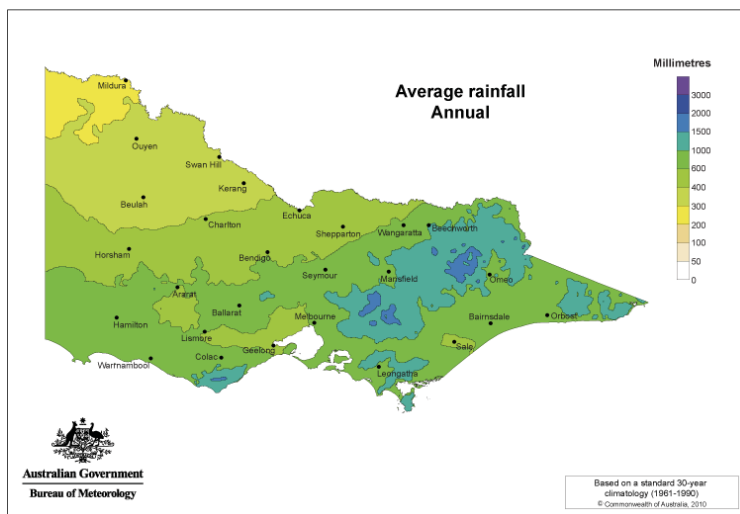 Average rainfall
Annual
Millimetres
3000
2000
1500
1000
600
400
300
200
100
50
0
Mildura
Ouyen
Swan Hill
Kerang
Beulah
Charlton
Echuca
Shepparton
Wangaratta
Beechworth
Horsham
Bendigo
Seymour
Mansfield
Omeo
Ararat
Ballarat
Hamilton
Melbourne
Bairnsdale
Orbost
Lismore
Geelong
Sale
Warrnambool
Colac
Leongatha
Australian Government
Bureau of Meteorology
Based on a standard 30-year
climatology (1961-1990)
© Commonwealth of Australia, 2010